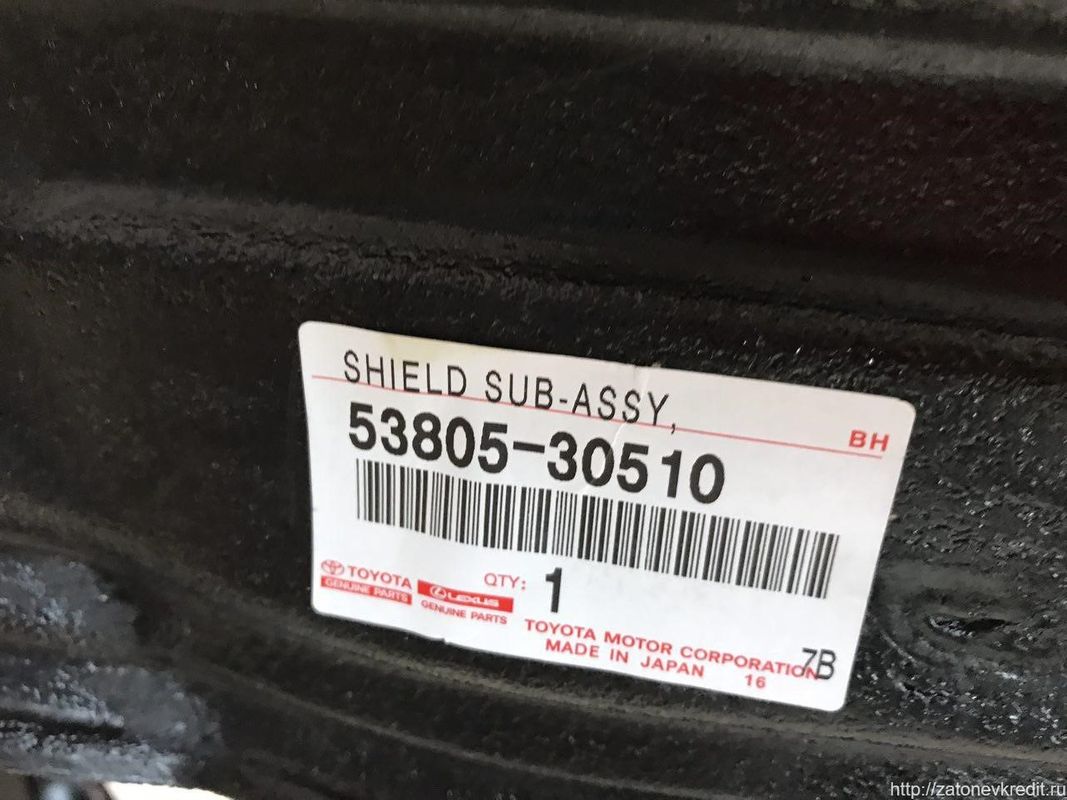 SHIELD SUB-ASSY,
BH
53805-30510
TOYOTA
GENUINE PARTS
LEXUS
GENUINE PARTS
QTY: 1
TOYOTA MOTOR CORPORATION
7B
MADE IN JAPAN 16
http://zatonevkredit.ru